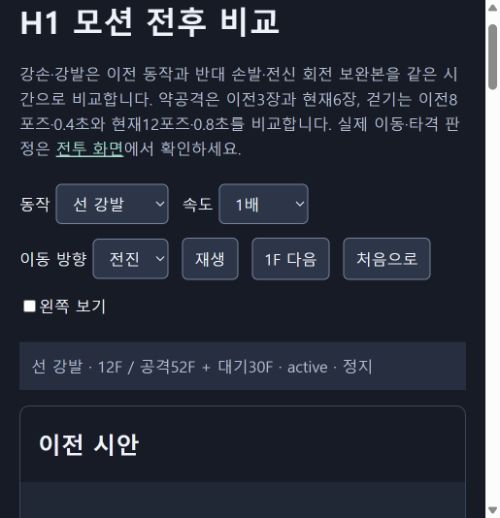 H1 모션 전후 비교
강손·강발은 이전 동작과 반대 손발·전신 회전 보완본을 같은 시
간으로 비교합니다. 약공격은 이전3장과 현재6장, 걷기는 이전8
포즈·0.4초와 현재12포즈·0.8초를 비교합니다. 실제 이동·타격 판
정은 전투 화면에서 확인하세요.
동작 선 강발 속도 1배
이동 방향 전진 재생 1F 다음 처음으로
왼쪽 보기
선 강발 · 12F / 공격52F + 대기30F · active · 정지
이전 시안